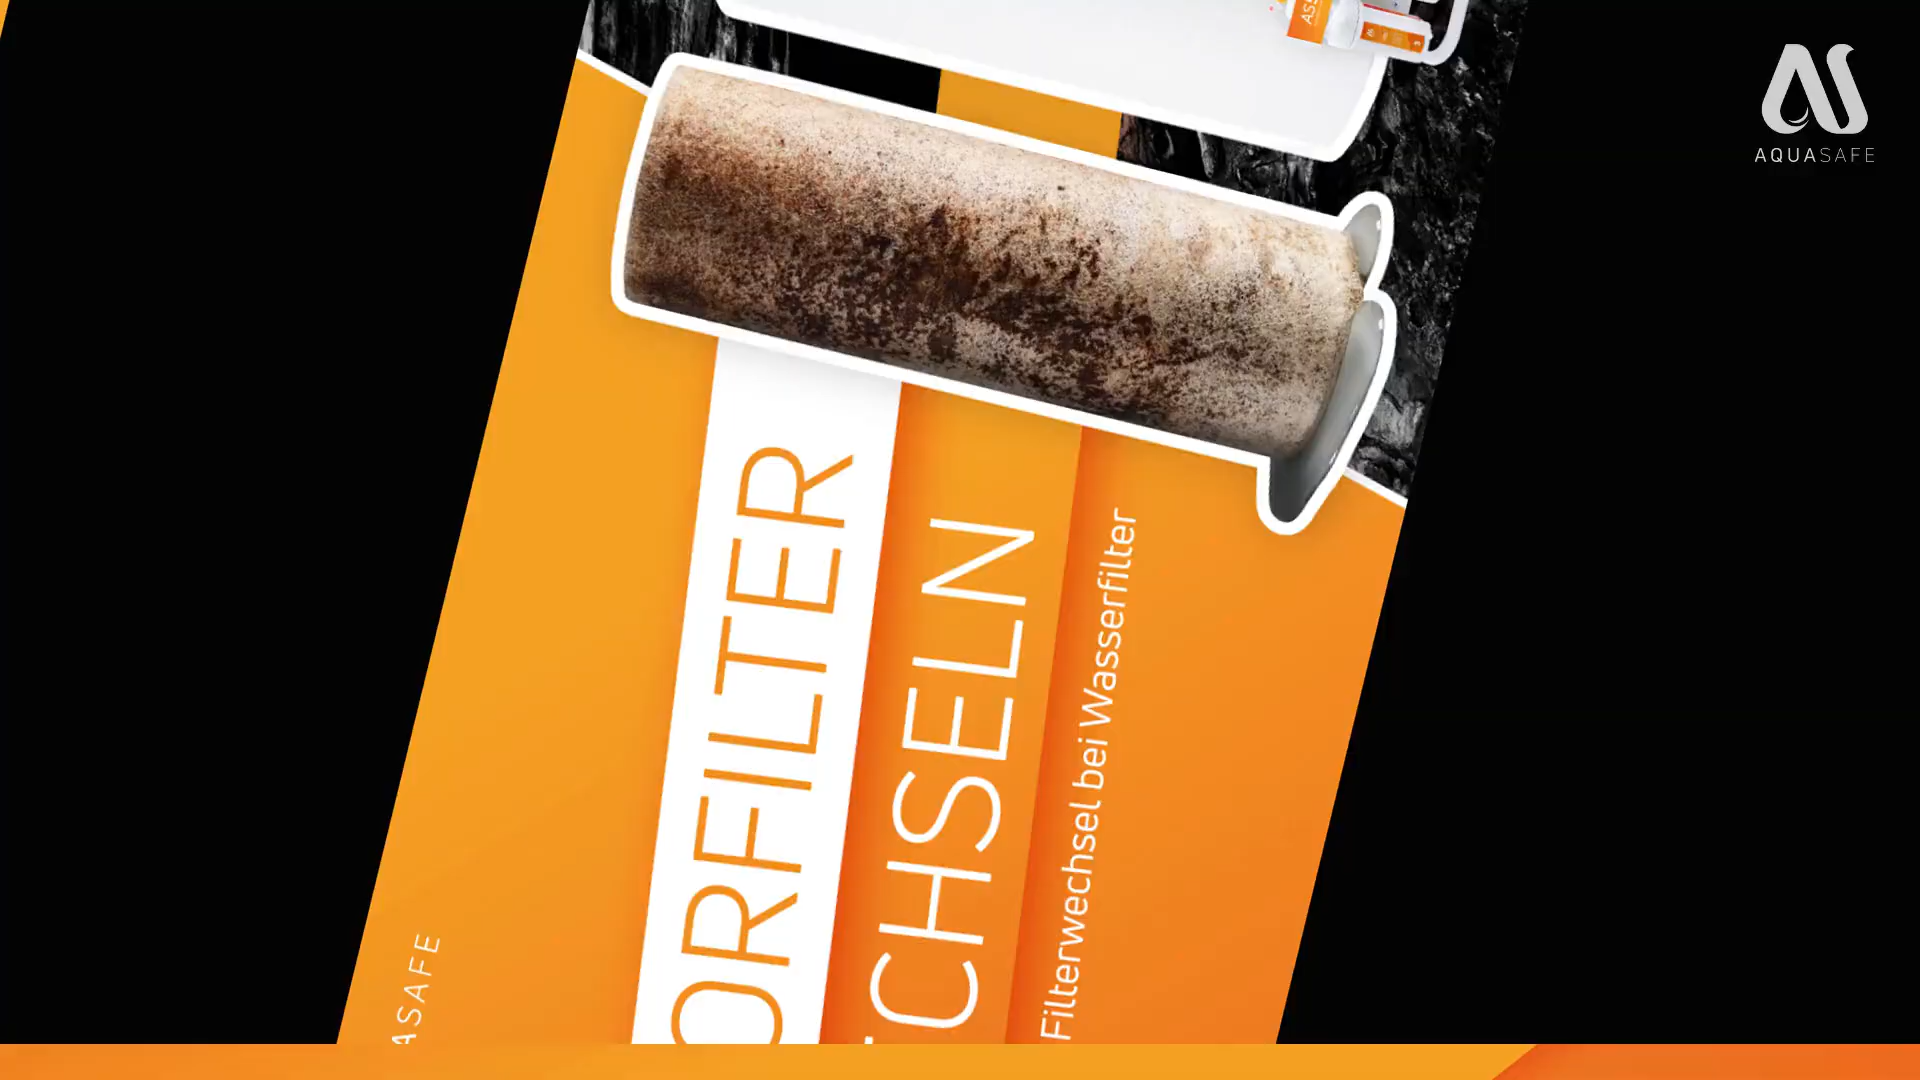 AQUASAFE
ORFILTER
CHSELN
Filterwechsel bei Wasserfilter
ASAFE